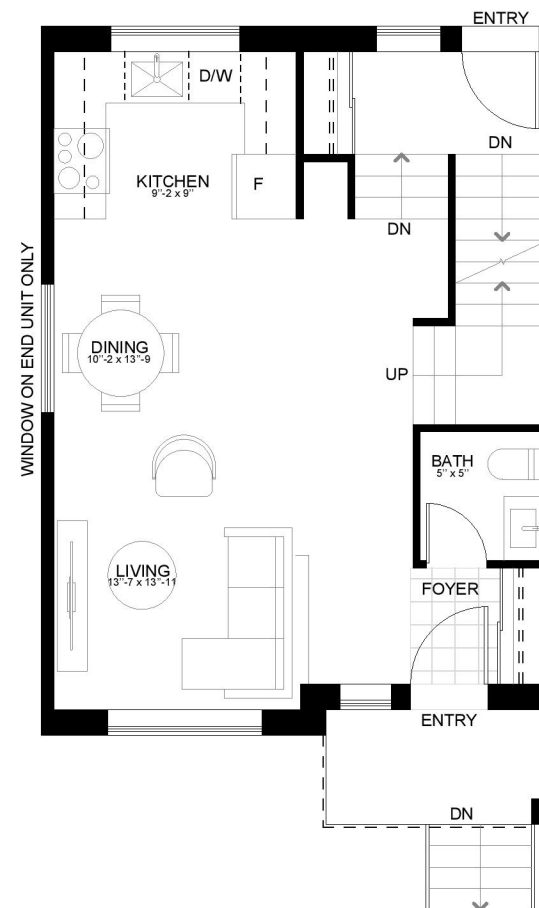 ENTRY
D/W
DN
KITCHEN
9"-2 x 9"
F
DN
WINDOW ON END UNIT ONLY
DINING
10"-2 x 13"-9
UP
BATH
5" x 5"
LIVING
13"-7 x 13"-11
FOYER
ENTRY
DN